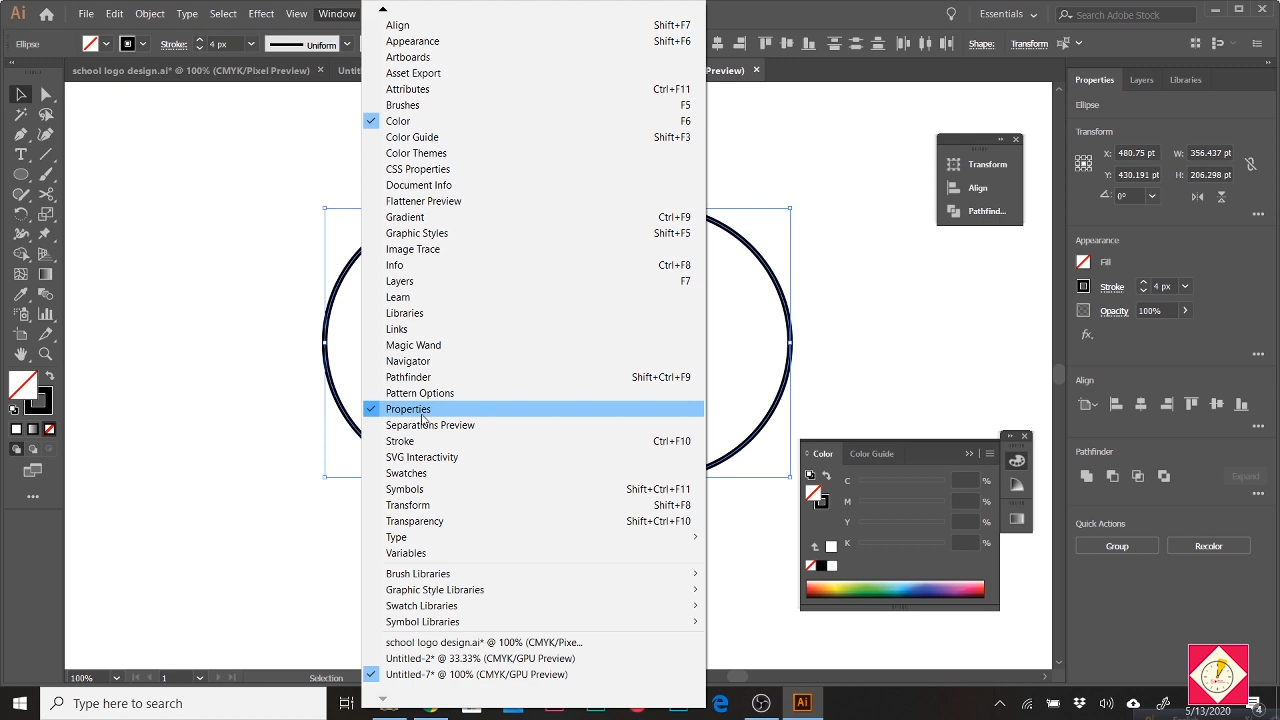 Ai File Edit Object Type Select Effect View Window Essentials Search Adobe Stock
Ellipse Stroke: 4 px Uniform Shape: Transform
school logo design.ai* @ 100% (CMYK/Pixel Preview) × Preview) ×
Align Shift+F7
Appearance Shift+F6
Artboards
Asset Export
Attributes Ctrl+F11
Brushes F5
Color F6
Color Guide Shift+F3
Color Themes
CSS Properties
Document Info
Flattener Preview
Gradient Ctrl+F9
Graphic Styles Shift+F5
Image Trace
Info Ctrl+F8
Layers F7
Learn
Libraries
Links
Magic Wand
Navigator
Pathfinder Shift+Ctrl+F9
Pattern Options
Properties
Separations Preview
Stroke Ctrl+F10
SVG Interactivity
Swatches
Symbols Shift+Ctrl+F11
Transform Shift+F8
Transparency Shift+Ctrl+F10
Type
Variables
Brush Libraries
Graphic Style Libraries
Swatch Libraries
Symbol Libraries
school logo design.ai* @ 100% (CMYK/Pixe...
Untitled-2* @ 33.33% (CMYK/GPU Preview)
Untitled-7* @ 100% (CMYK/GPU Preview)
Transform
Align
Pathfind...
Color Color Guide
C %
M %
Y %
K %
Properties Layers Libraries
Ellipse
Transform
X: 480.75 pt W: 356.437 pt
Y: 430.191 pt H: 206.298 pt
0°
Appearance
Fill
Stroke 4 px
Opacity 100%
fx.
Align
Pathfinder
Expand
Quick Actions
Group Recolor
100% 1 Selection
Type here to search
Ai
5/13/2020